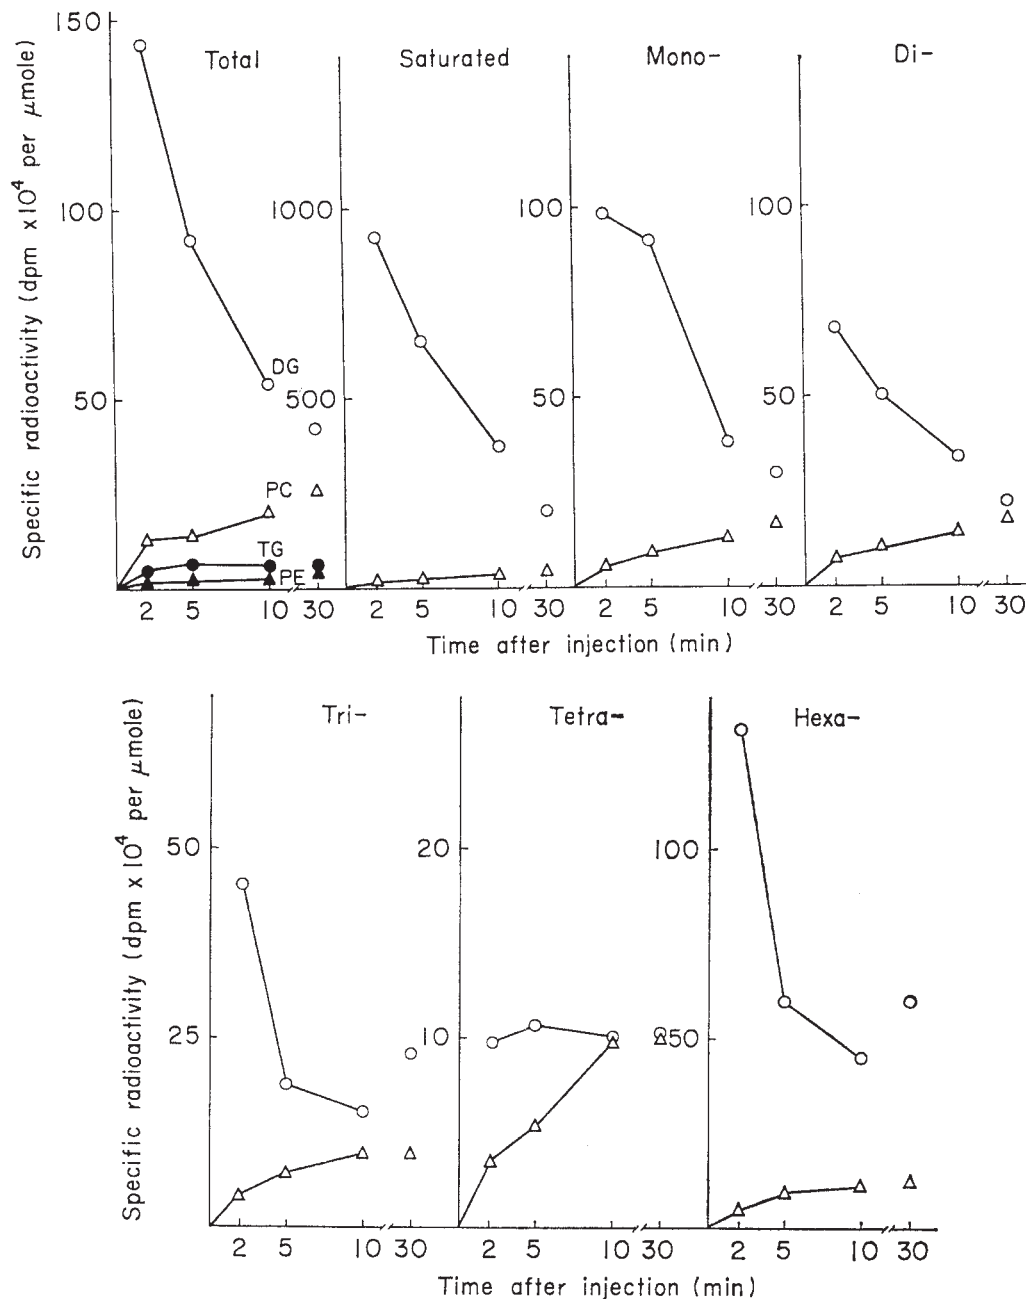 Specific radioactivity (dpm x10⁴ per μmole)
150
100
50
Total
DG
PC
TG
PE
2 5 10 30
Saturated
1000
500
2 5 10 30
Mono-
100
50
2 5 10 30
Di-
100
50
2 5 10 30
Time after injection (min)
Specific radioactivity (dpm x 10⁴ per μmole)
Tri-
50
25
2 5 10 30
Tetra-
20
10
2 5 10 30
Hexa-
100
50
2 5 10 30
Time after injection (min)